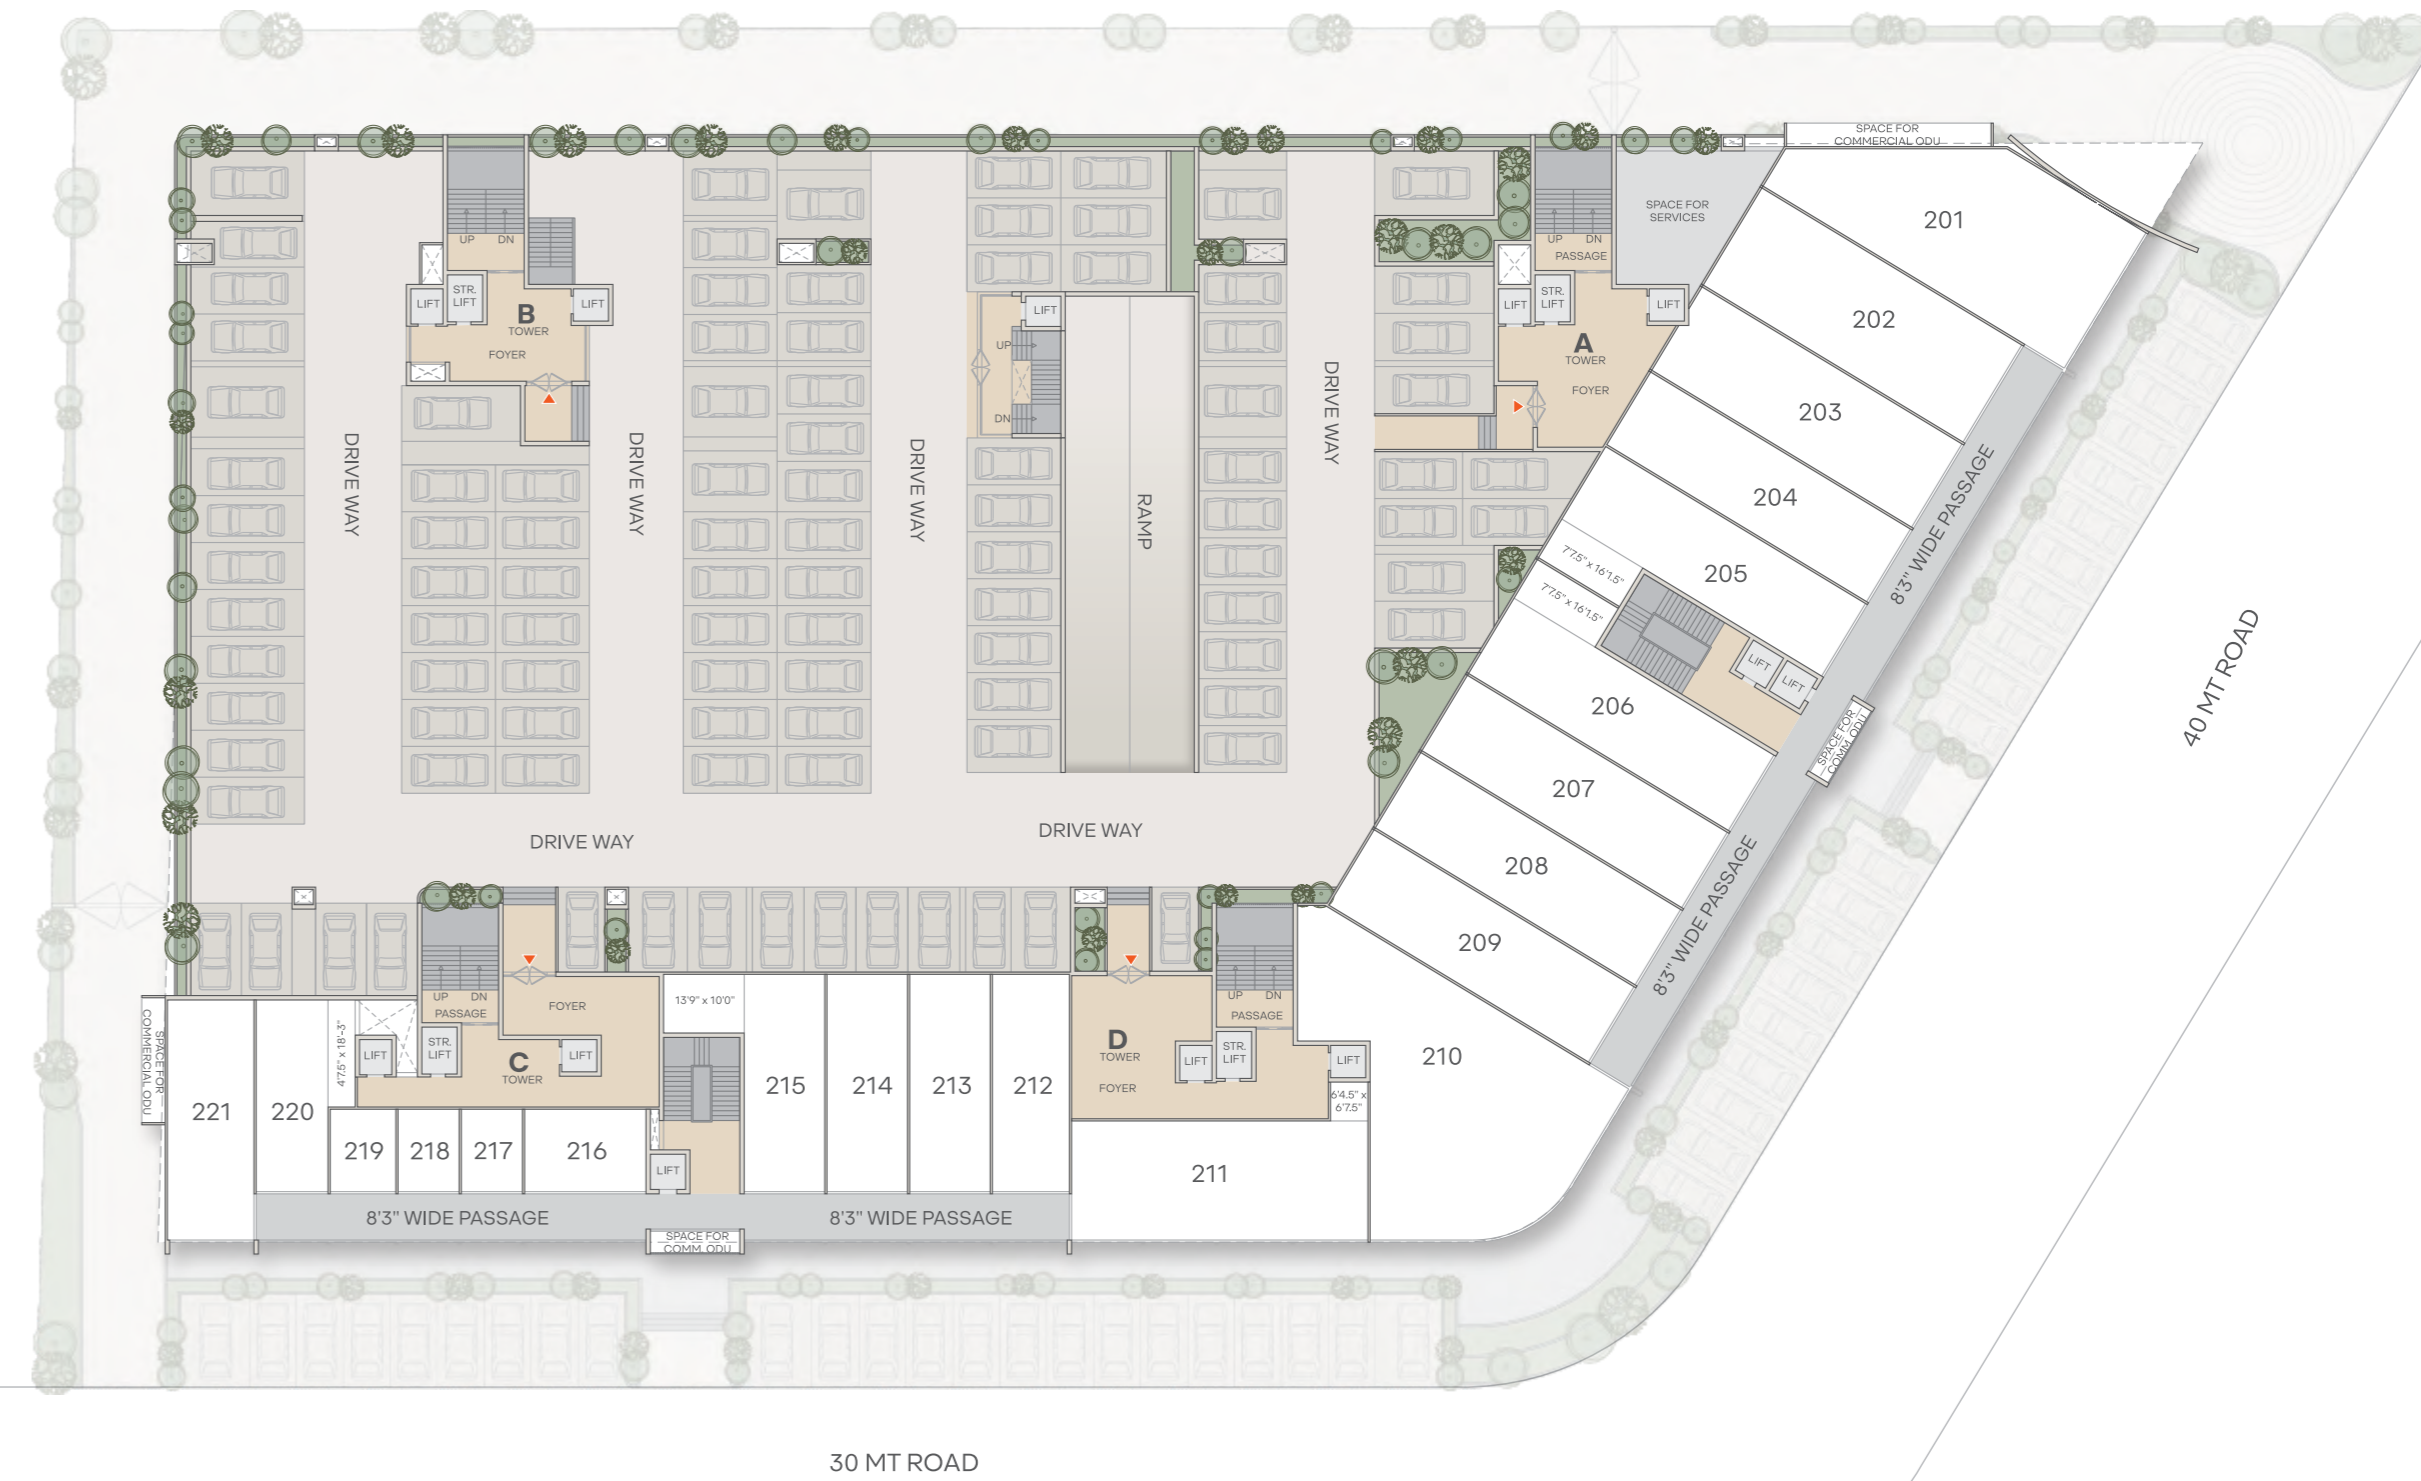 SPACE FOR
COMMERCIAL ODU
201
SPACE FOR
SERVICES
UP
DN
UP
DN
PASSAGE
LIFT
STR.
LIFT
LIFT
B
TOWER
FOYER
LIFT
UP
DN
LIFT
STR.
LIFT
LIFT
A
TOWER
FOYER
202
203
204
205
7'7.5" x 16'1.5"
7'7.5" x 16'1.5"
LIFT
LIFT
8'3" WIDE PASSAGE
DRIVE WAY
DRIVE WAY
DRIVE WAY
RAMP
DRIVE WAY
206
SPACE FOR
COMM. ODU
40 MT ROAD
207
208
209
8'3" WIDE PASSAGE
DRIVE WAY
DRIVE WAY
UP
DN
PASSAGE
FOYER
13'9" x 10'0"
UP
DN
PASSAGE
SPACE FOR
COMMERCIAL ODU
4'7.5" x 18'-3"
LIFT
STR.
LIFT
LIFT
C
TOWER
D
TOWER
FOYER
LIFT
STR.
LIFT
LIFT
6'4.5" x
6'7.5"
210
221
220
219
218
217
216
LIFT
215
214
213
212
211
8'3" WIDE PASSAGE
8'3" WIDE PASSAGE
SPACE FOR
COMM. ODU
30 MT ROAD